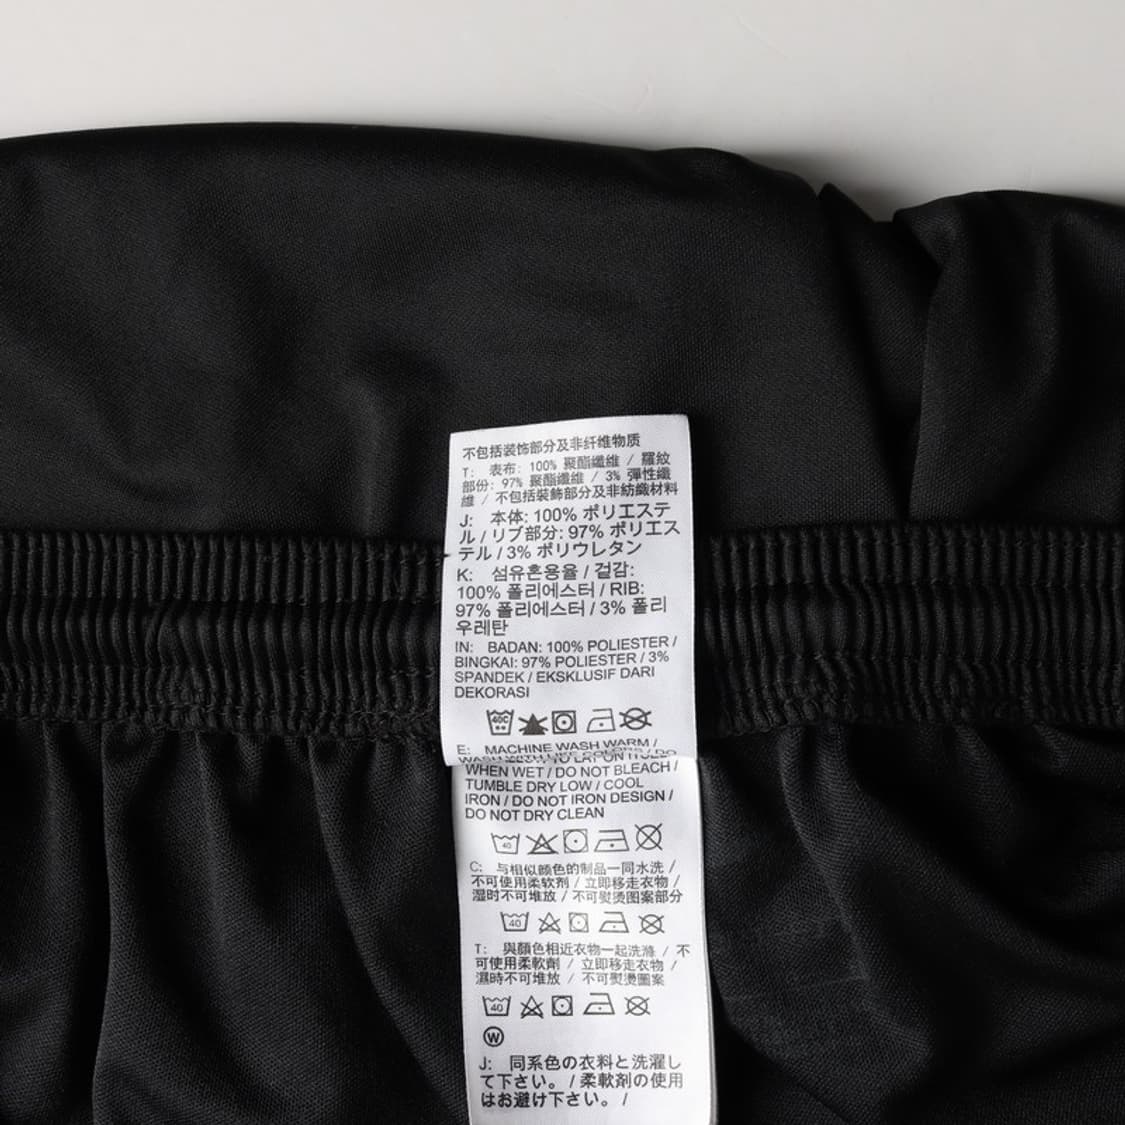 不包括装饰部分及非纤维物质
T: 表布: 100% 聚酯纖維 / 羅紋
部份: 97% 聚酯纖維 / 3% 彈性纖
維 / 不包括裝飾部分及非紡織材料
J: 本体: 100% ポリエステ
ル / リブ部分: 97% ポリエス
テル / 3% ポリウレタン
K: 섬유혼용율 / 겉감:
100% 폴리에스터 / RIB:
97% 폴리에스터 / 3% 폴리
우레탄
IN: BADAN: 100% POLIESTER /
BINGKAI: 97% POLIESTER / 3%
SPANDEK / EKSKLUSIF DARI
DEKORASI
40C
E: MACHINE WASH WARM /
WHEN WET / DO NOT BLEACH /
TUMBLE DRY LOW / COOL
IRON / DO NOT IRON DESIGN /
DO NOT DRY CLEAN
40
C: 与相似颜色的制品一同水洗 /
不可使用柔软剂 / 立即移走衣物 /
湿时不可堆放 / 不可熨烫图案部分
40
T: 與顏色相近衣物一起洗滌 / 不
可使用柔軟劑 / 立即移走衣物 /
濕時不可堆放 / 不可熨燙圖案
40
W
J: 同系色の衣料と洗濯し
て下さい。 / 柔軟剤の使用
はお避け下さい。 /